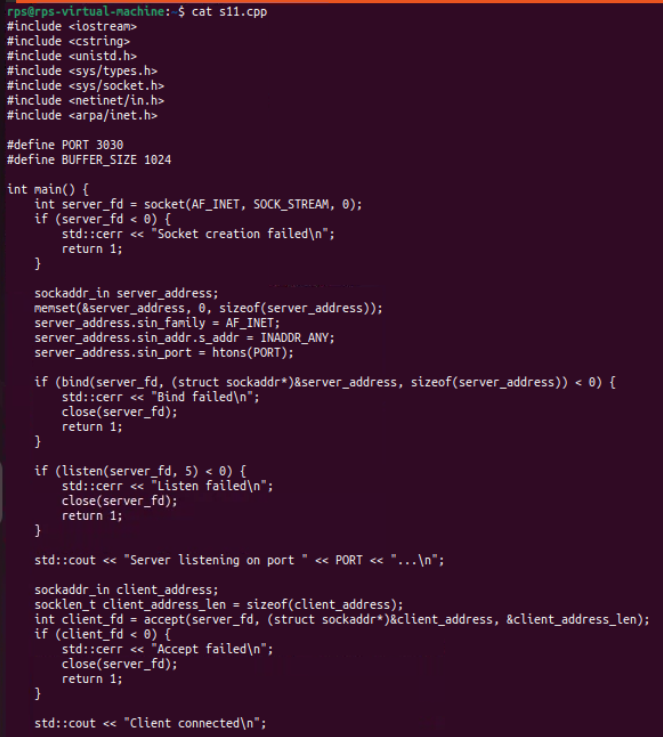 rps@rps-virtual-machine:~$ cat s11.cpp
#include <iostream>
#include <cstring>
#include <unistd.h>
#include <sys/types.h>
#include <sys/socket.h>
#include <netinet/in.h>
#include <arpa/inet.h>

#define PORT 3030
#define BUFFER_SIZE 1024

int main() {
    int server_fd = socket(AF_INET, SOCK_STREAM, 0);
    if (server_fd < 0) {
        std::cerr << "Socket creation failed\n";
        return 1;
    }

    sockaddr_in server_address;
    memset(&server_address, 0, sizeof(server_address));
    server_address.sin_family = AF_INET;
    server_address.sin_addr.s_addr = INADDR_ANY;
    server_address.sin_port = htons(PORT);

    if (bind(server_fd, (struct sockaddr*)&server_address, sizeof(server_address)) < 0) {
        std::cerr << "Bind failed\n";
        close(server_fd);
        return 1;
    }

    if (listen(server_fd, 5) < 0) {
        std::cerr << "Listen failed\n";
        close(server_fd);
        return 1;
    }

    std::cout << "Server listening on port " << PORT << "...\n";

    sockaddr_in client_address;
    socklen_t client_address_len = sizeof(client_address);
    int client_fd = accept(server_fd, (struct sockaddr*)&client_address, &client_address_len);
    if (client_fd < 0) {
        std::cerr << "Accept failed\n";
        close(server_fd);
        return 1;
    }

    std::cout << "Client connected\n";